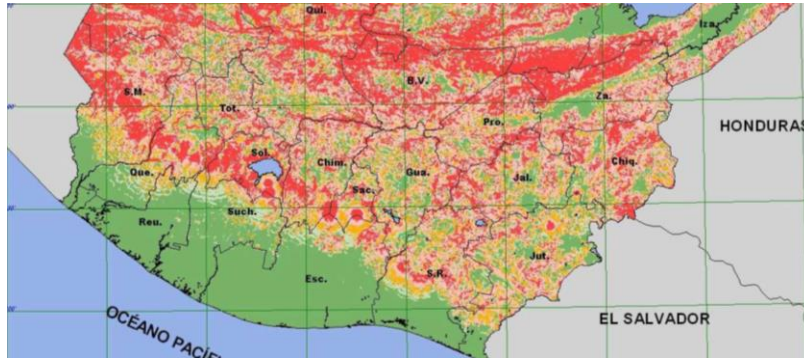 Qui.
Iza.
B.V.
S.M.
Za.
Tot.
Pro.
HONDURAS
Sol.
Chim.
Chiq.
Que.
Gua.
Jal.
Sac.
Such.
Reu.
Jut.
S.R.
Esc.
OCÉANO PACÍF
EL SALVADOR